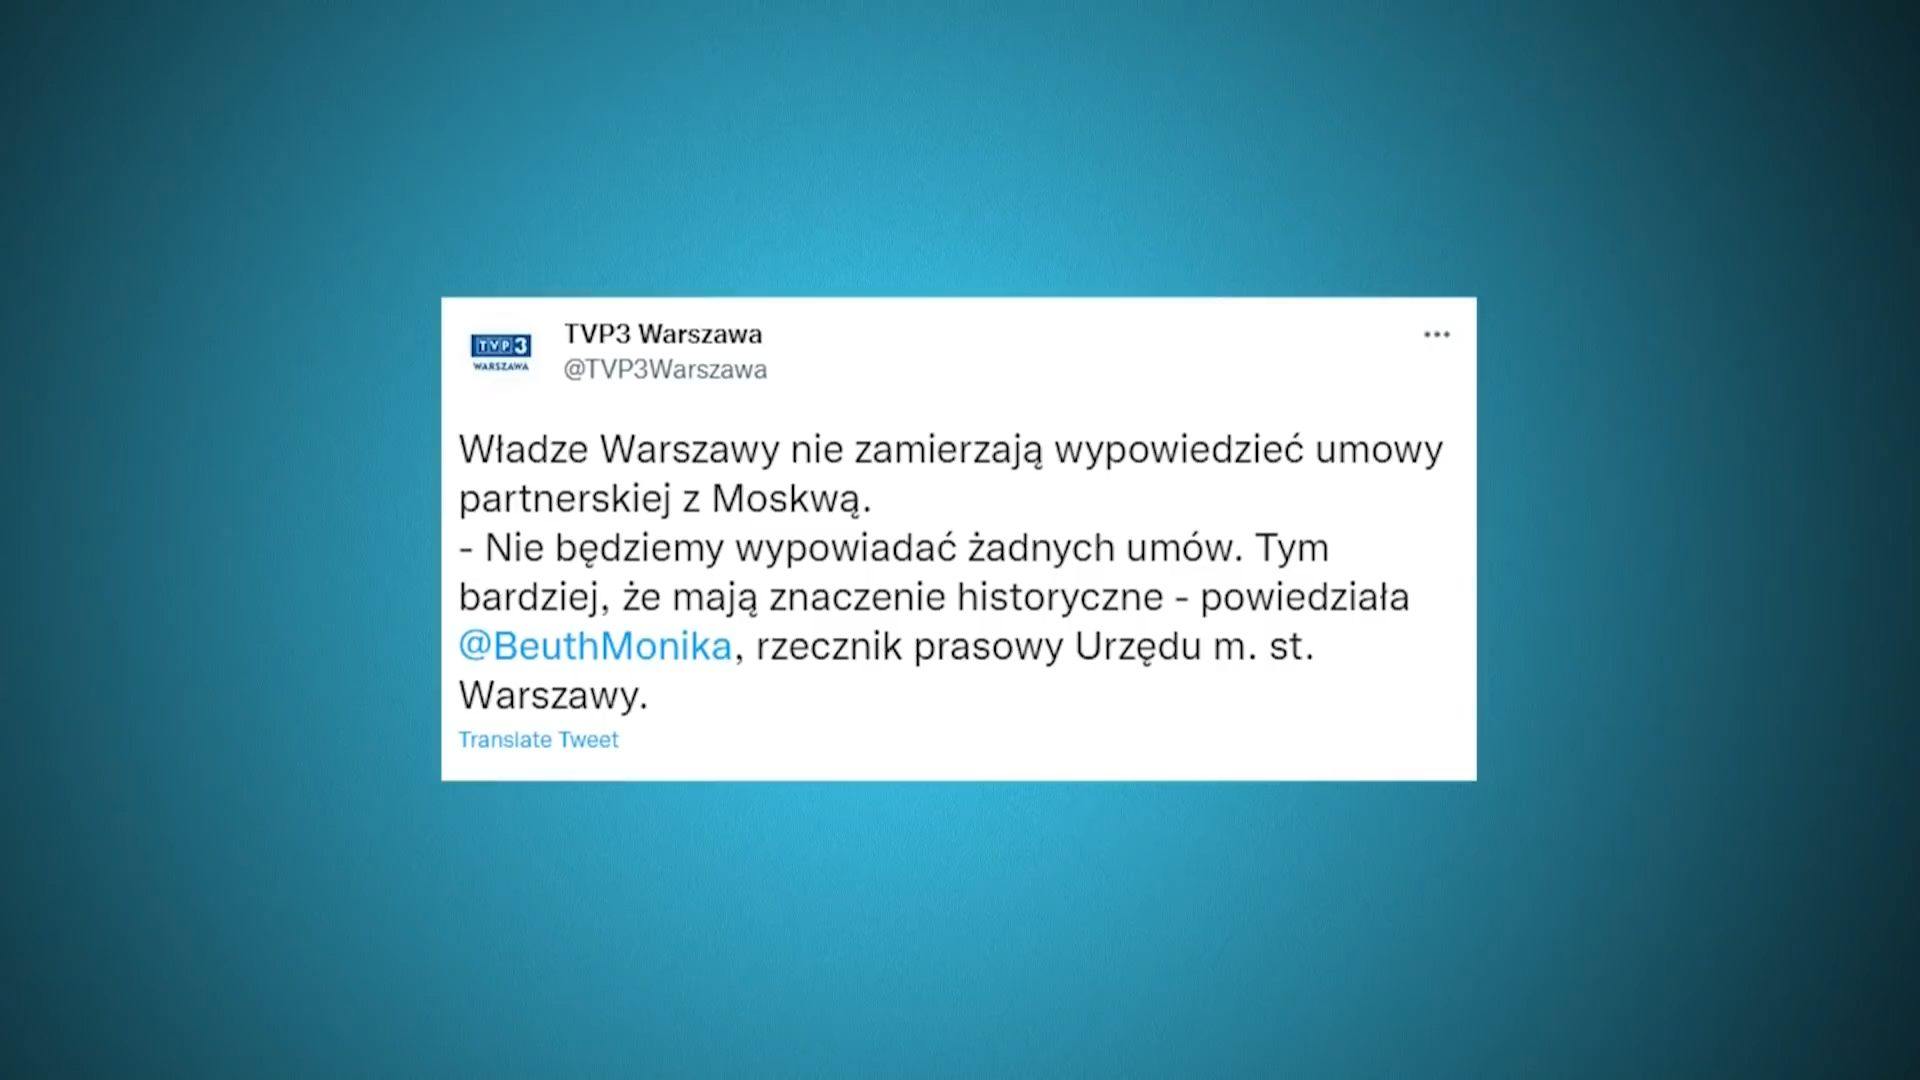 TVP3
WARSZAWA
TVP3 Warszawa
@TVP3Warszawa
Władze Warszawy nie zamierzają wypowiedzieć umowy
partnerskiej z Moskwą.
- Nie będziemy wypowiadać żadnych umów. Tym
bardziej, że mają znaczenie historyczne - powiedziała
@BeuthMonika, rzecznik prasowy Urzędu m. st.
Warszawy.
Translate Tweet